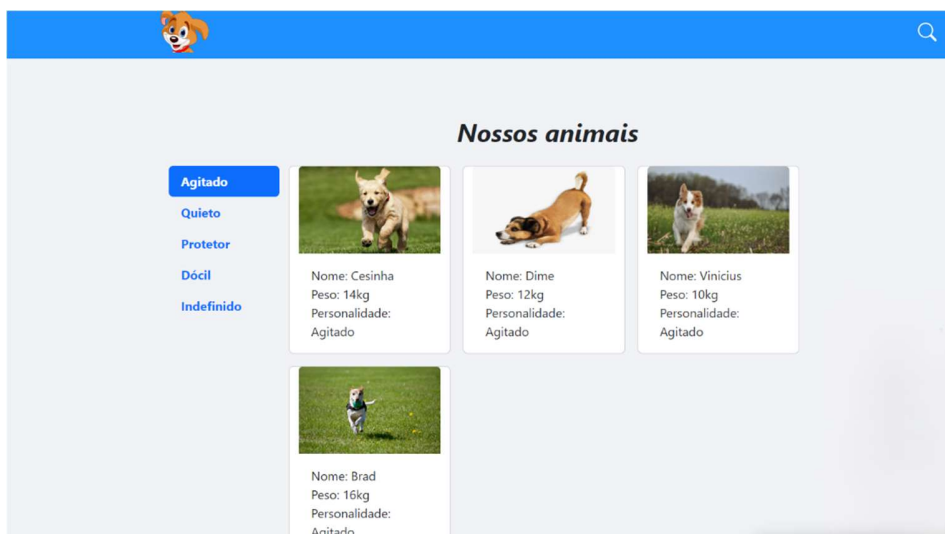 Nossos animais
Agitado
Quieto
Protetor
Dócil
Indefinido
Nome: Cesinha
Peso: 14kg
Personalidade:
Agitado
Nome: Dime
Peso: 12kg
Personalidade:
Agitado
Nome: Vinicius
Peso: 10kg
Personalidade:
Agitado
Nome: Brad
Peso: 16kg
Personalidade:
Agitado